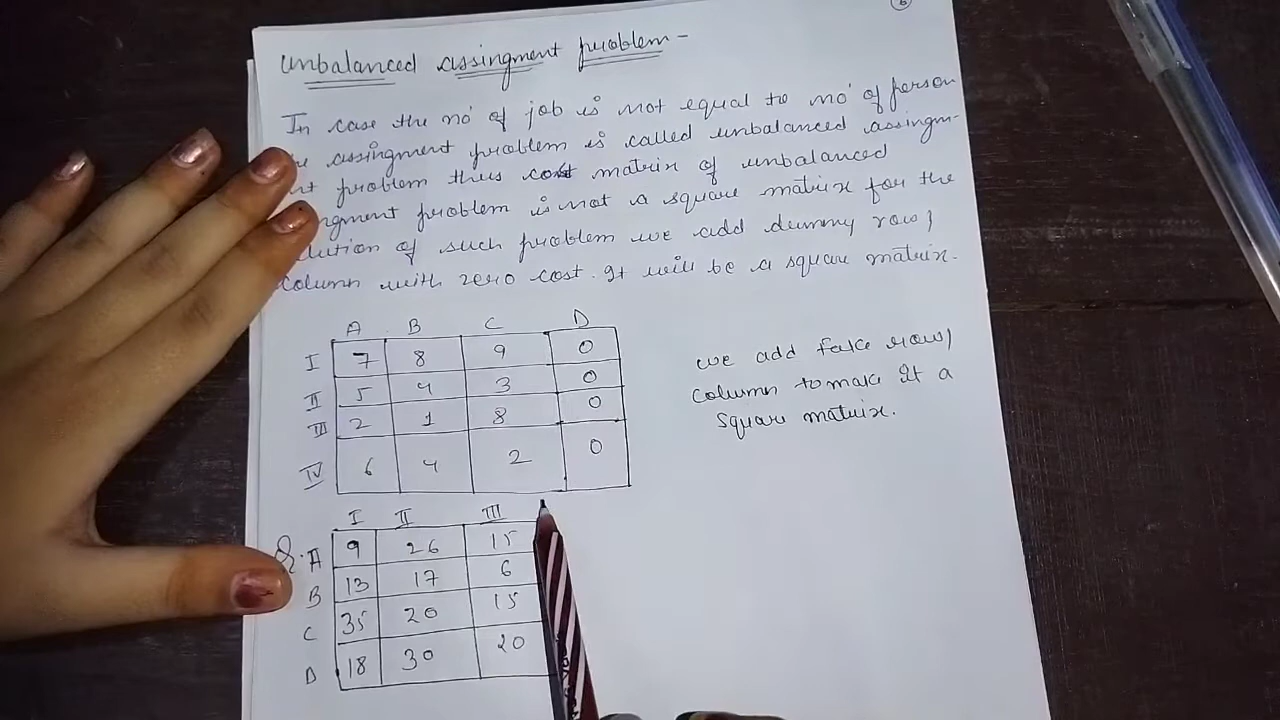 6
unbalanced assingment problem-
In case the no' of job is not equal to no' of person
assingment problem is called unbalanced assingm-
problem thus cost matrix of unbalanced
problem is not a square matrix for the
of such problem we add dummy row,
column with zero cost. It will be a square matrix.
A B C D
I 7 8 9 0
II 5 4 3 0
III 2 1 8 0
IV 6 4 2 0
we add fake row,
column to make it a
square matrix.
I II III
Q. A 9 26 15
B 13 17 6
C 35 20 15
D 18 30 20